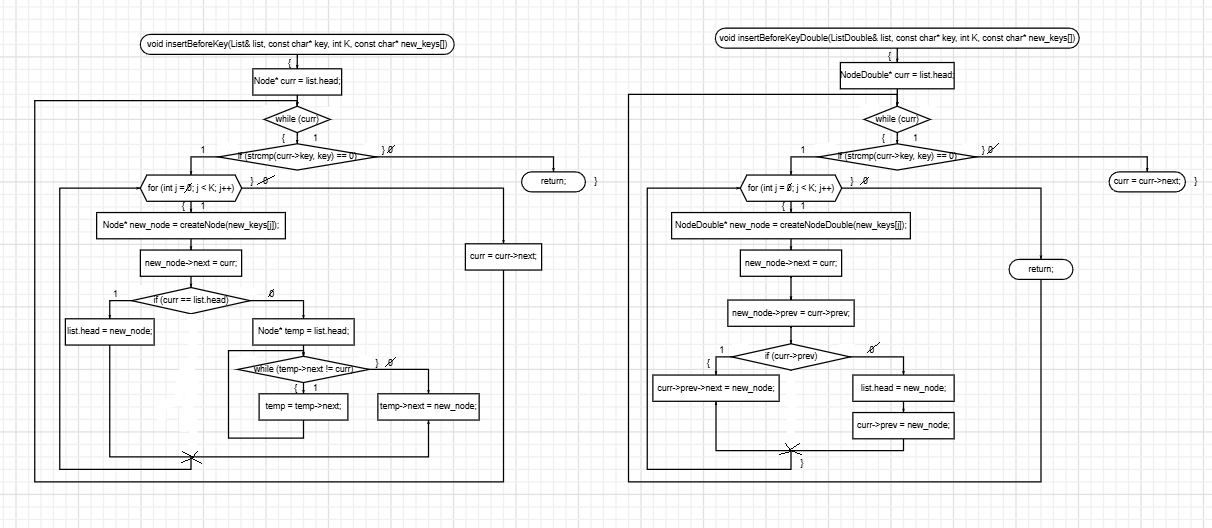 void insertBeforeKey(List& list, const char* key, int K, const char* new_keys[])
{
Node* curr = list.head;
while (curr)
{ 1
if (strcmp(curr->key, key) == 0)
1
} 0
return;
}
for (int j = 0; j < K; j++)
} 0
{ 1
Node* new_node = createNode(new_keys[j]);
new_node->next = curr;
curr = curr->next;
if (curr == list.head)
1
0
list.head = new_node;
Node* temp = list.head;
while (temp->next != curr)
} 0
{ 1
temp = temp->next;
temp->next = new_node;
void insertBeforeKeyDouble(ListDouble& list, const char* key, int K, const char* new_keys[])
{
NodeDouble* curr = list.head;
while (curr)
{ 1
if (strcmp(curr->key, key) == 0)
1
} 0
curr = curr->next;
}
for (int j = 0; j < K; j++)
} 0
{ 1
NodeDouble* new_node = createNodeDouble(new_keys[j]);
new_node->next = curr;
return;
new_node->prev = curr->prev;
if (curr->prev)
1
{
0
curr->prev->next = new_node;
list.head = new_node;
curr->prev = new_node;
}